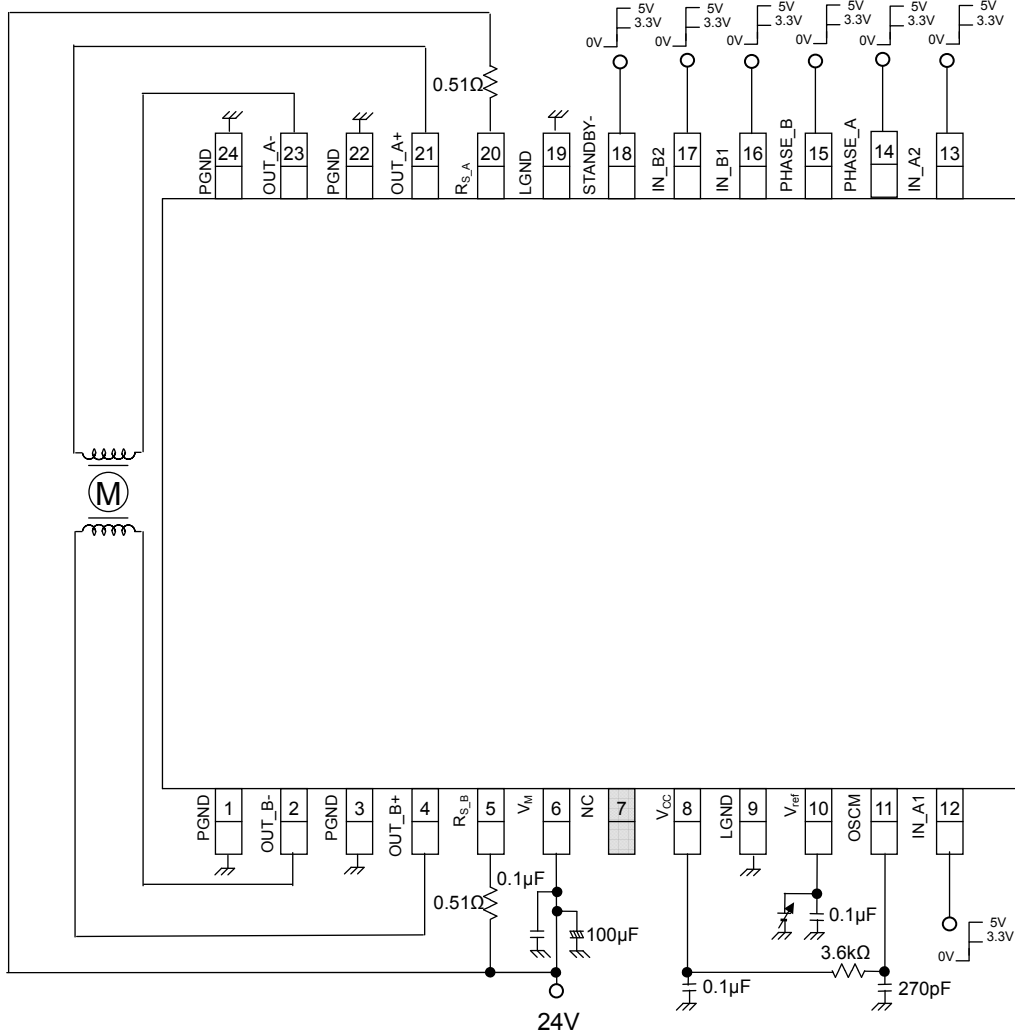 5V 5V 5V 5V 5V 5V
3.3V 3.3V 3.3V 3.3V 3.3V 3.3V
0V 0V 0V 0V 0V 0V
0.51Ω
PGND OUT_A- PGND OUT_A+ RS_A LGND STANDBY- IN_B2 IN_B1 PHASE_B PHASE_A IN_A2
24 23 22 21 20 19 18 17 16 15 14 13
M
PGND OUT_B- PGND OUT_B+ RS_B VM NC VCC LGND Vref OSCM IN_A1
1 2 3 4 5 6 7 8 9 10 11 12
0.1µF
0.51Ω
100µF
0.1µF
5V
3.3V
0V
3.6kΩ
0.1µF
270pF
24V